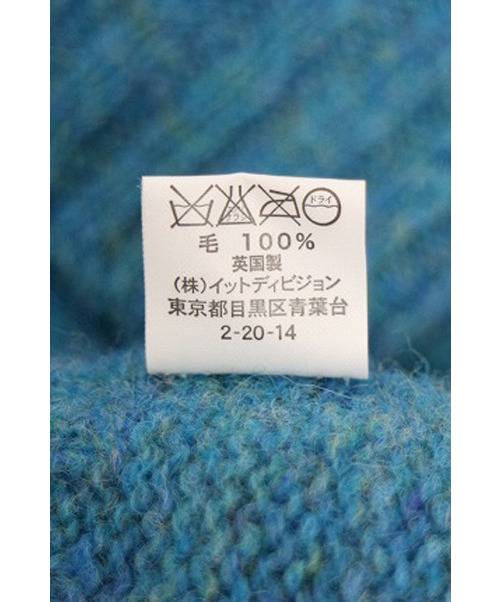 ドライ
毛 100%
英国製
(株)イットディビジョン
東京都目黒区青葉台
2-20-14